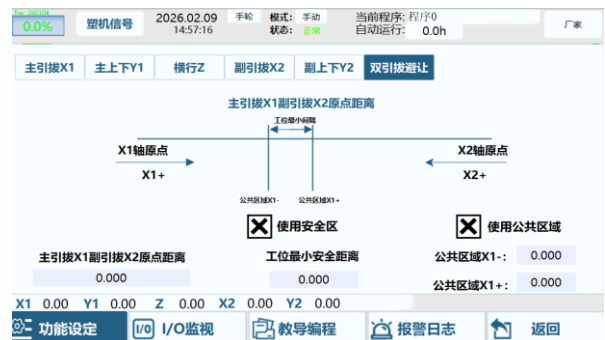 Ver 260104
0.0%
塑机信号
2026.02.09
14:57:16
手轮
模式: 手动
状态: 正常
当前程序: 程序0
自动运行: 0.0h
厂家
主引拔X1
主上下Y1
横行Z
副引拔X2
副上下Y2
双引拔避让
主引拔X1副引拔X2原点距离
工位最小间隔
X1轴原点
X1+
X2轴原点
X2+
公共区域X1-
公共区域X1+
使用安全区
使用公共区域
主引拔X1副引拔X2原点距离
0.000
工位最小安全距离
0.000
公共区域X1-: 0.000
公共区域X1+: 0.000
X1 0.00 Y1 0.00 Z 0.00 X2 0.00 Y2 0.00
功能设定
I/O
I/O监视
教导编程
报警日志
返回